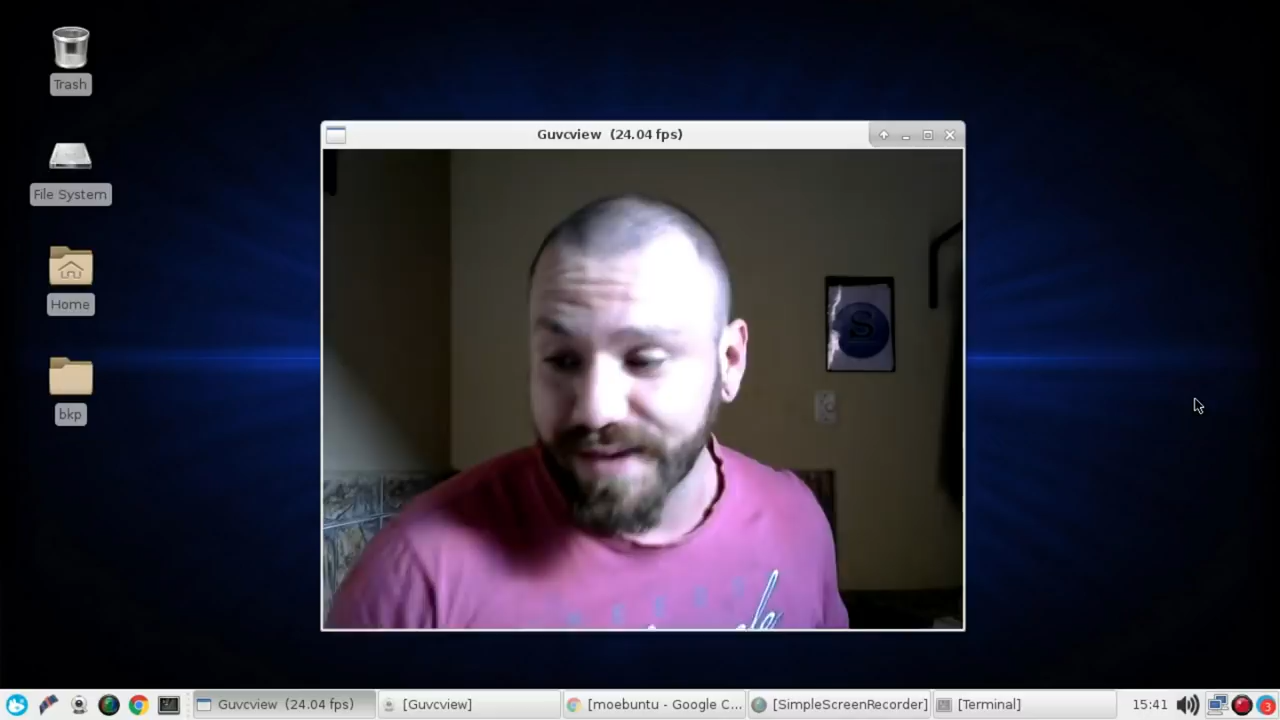 Trash
Guvcview (24.04 fps)
File System
Home
S
bkp
Guvcview (24.04 fps)
[Guvcview]
[moebuntu - Google C...
[SimpleScreenRecorder]
[Terminal]
15:41
3